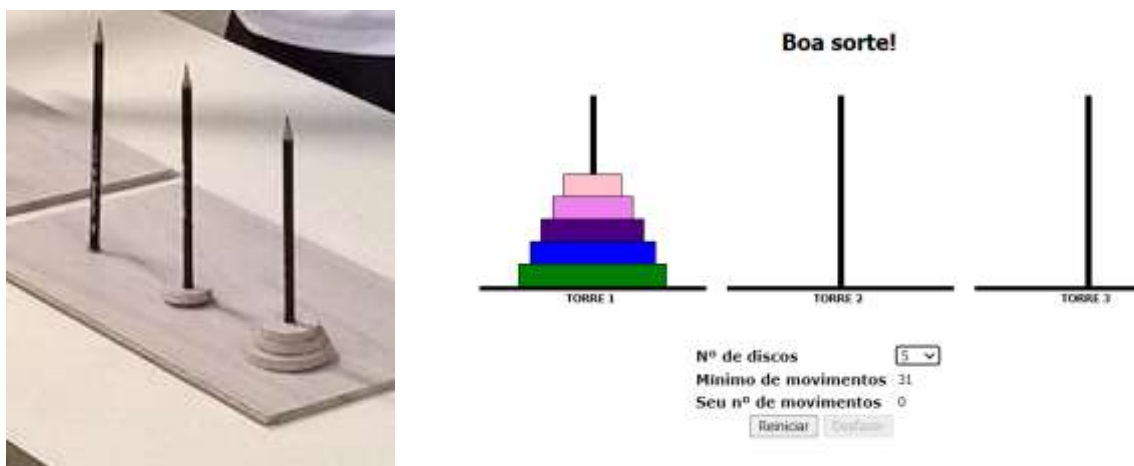 Boa sorte!
TORRE 1 TORRE 2 TORRE 3
Nº de discos 5
Mínimo de movimentos 31
Seu nº de movimentos 0
Reiniciar Desfazer